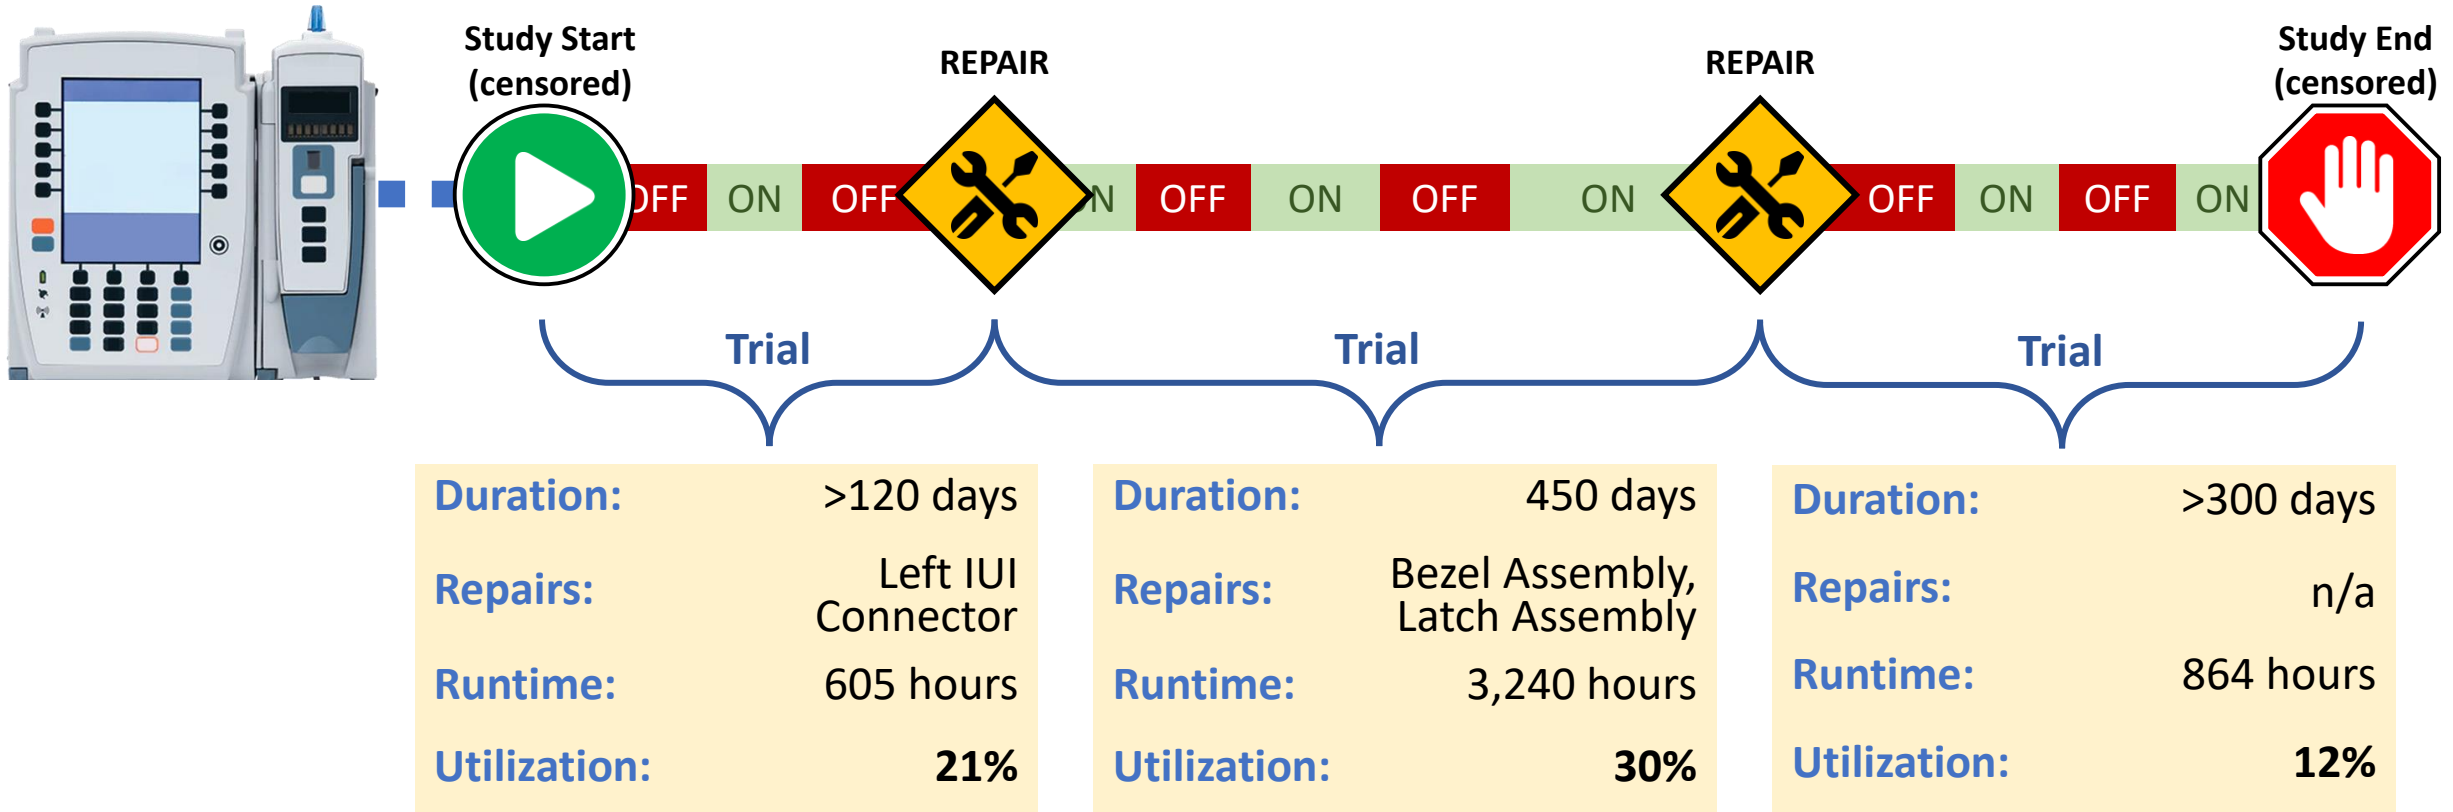 Study Start
(censored)
REPAIR
REPAIR
Study End
(censored)
OFF ON OFF ON OFF ON OFF ON OFF ON OFF ON
Trial
Trial
Trial
Duration: >120 days
Repairs: Left IUI
Connector
Runtime: 605 hours
Utilization: 21%
Duration: 450 days
Repairs: Bezel Assembly,
Latch Assembly
Runtime: 3,240 hours
Utilization: 30%
Duration: >300 days
Repairs: n/a
Runtime: 864 hours
Utilization: 12%